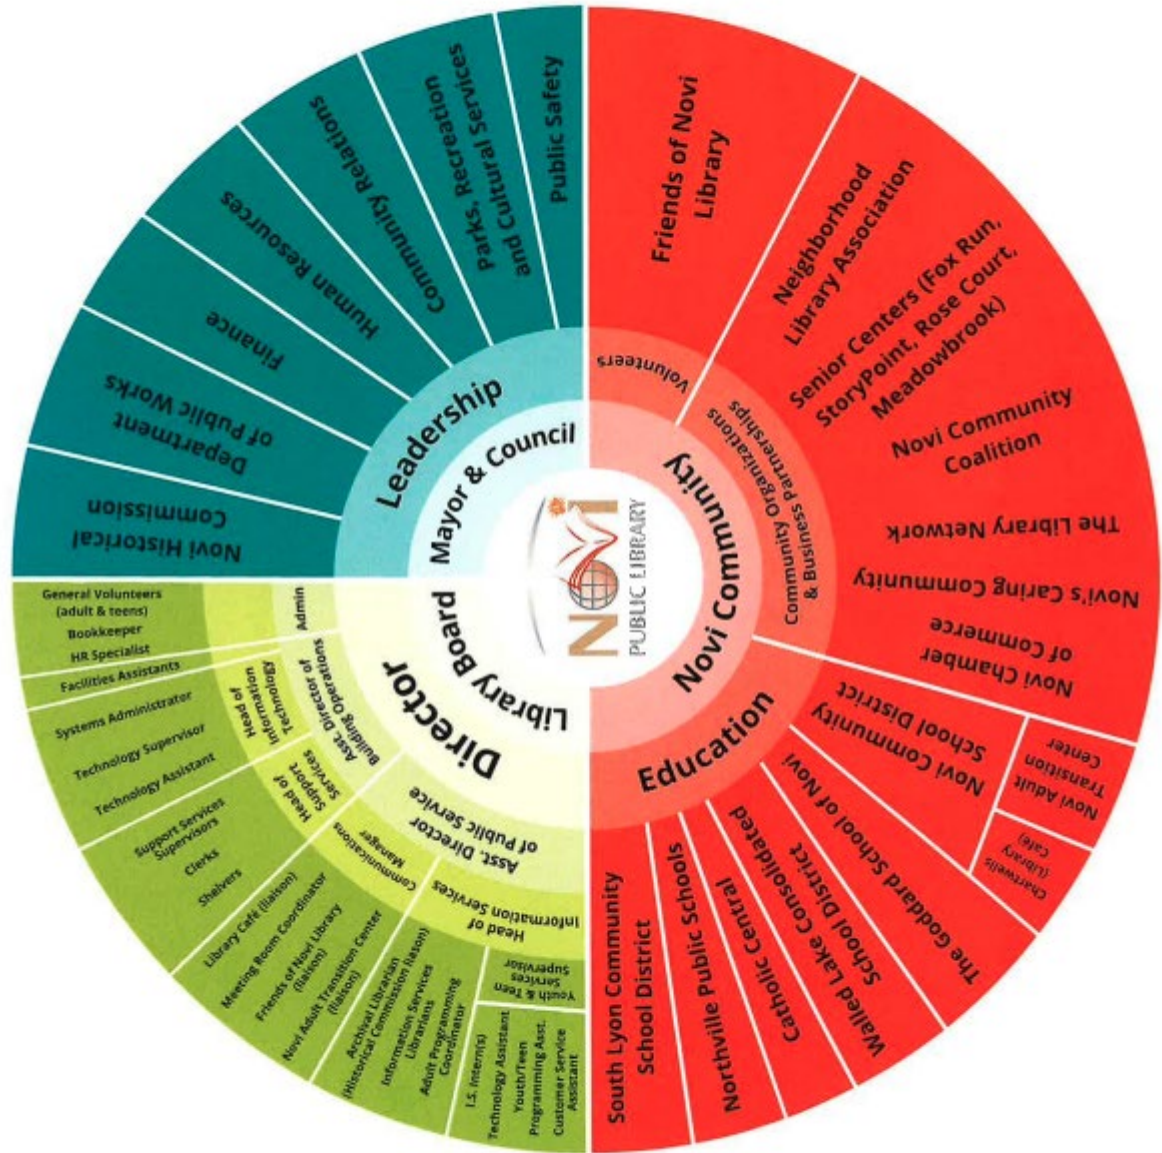 NOVI
PUBLIC LIBRARY
Mayor & Council
Leadership
Novi Historical
Commission
Department
of Public Works
Finance
Human Resources
Community Relations
Parks, Recreation
and Cultural Services
Public Safety
Novi Community
Volunteers
Friends of Novi
Library
Community Organizations
& Business Partnerships
Neighborhood
Library Association
Senior Centers (Fox Run,
StoryPoint, Rose Court,
Meadowbrook)
Novi Community
Coalition
The Library Network
Novi's Caring Community
Novi Chamber
of Commerce
Education
Novi Community
School District
Novi Adult
Transition
Center
Chartwells
(Library
Café)
The Goddard School of Novi
Walled Lake Consolidated
School District
Catholic Central
Northville Public Schools
South Lyon Community
School District
Library Board
Director
Admin
General Volunteers
(adult & teens)
Bookkeeper
HR Specialist
Asst. Director of
Building Operations
Facilities Assistants
Head of
Information
Technology
Systems Administrator
Technology Supervisor
Technology Assistant
Head of
Support
Services
Support Services
Supervisors
Clerks
Shelvers
Asst. Director
of Public Service
Communications
Manager
Library Café (liaison)
Meeting Room Coordinator
Friends of Novi Library
(liaison)
Novi Adult Transition Center
(liaison)
Head of
Information Services
Archival Librarian
(Historical Commission liason)
Information Services
Librarians
Adult Programming
Coordinator
Youth & Teen
Services
Supervisor
I.S. Intern(s)
Technology Assistant
Youth/Teen
Programming Asst.
Customer Service
Assistant